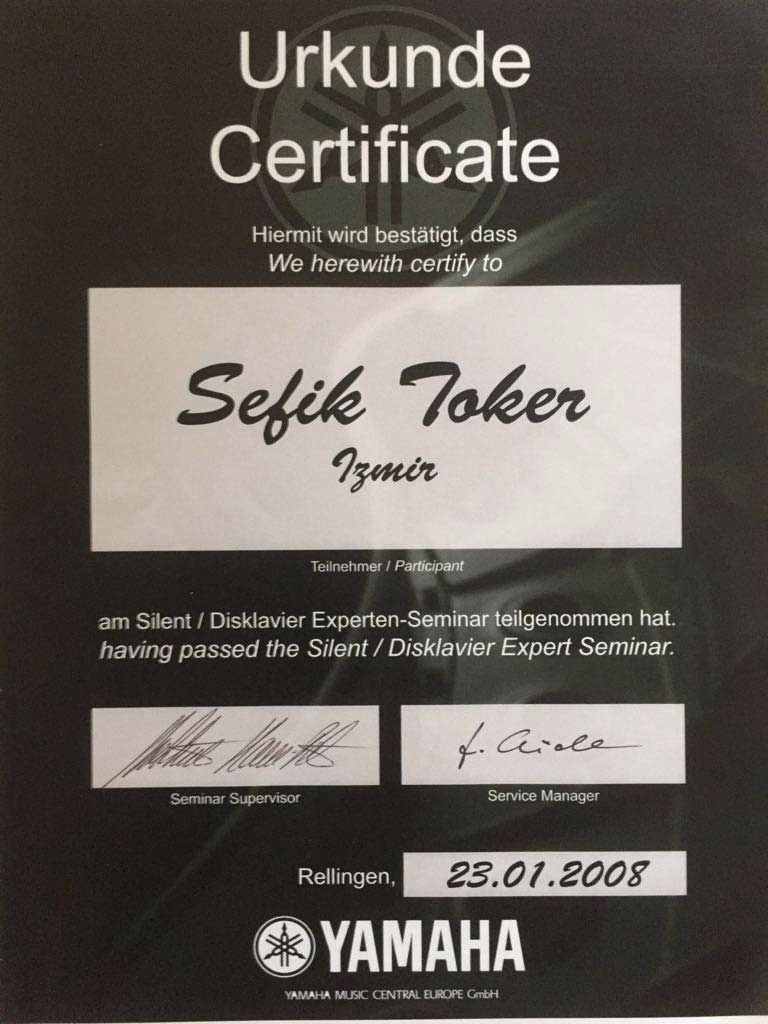 Urkunde
Certificate
Hiermit wird bestätigt, dass
We herewith certify to
Sefik Toker
Izmir
Teilnehmer / Participant
am Silent / Disklavier Experten-Seminar teilgenommen hat.
having passed the Silent / Disklavier Expert Seminar.
Seminar Supervisor
Service Manager
Rellingen, 23.01.2008
YAMAHA
YAMAHA MUSIC CENTRAL EUROPE GmbH